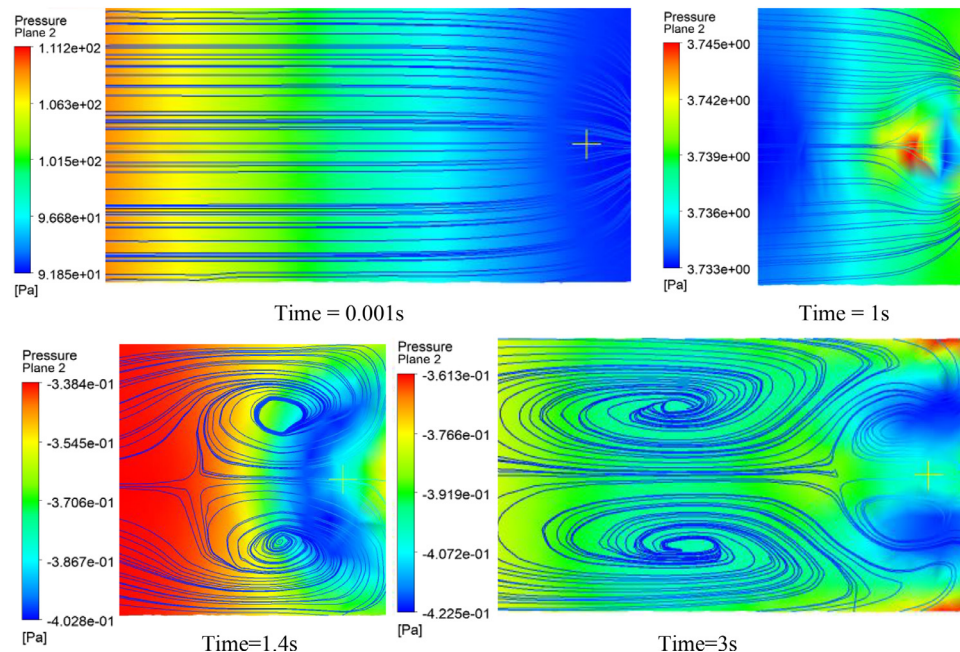 Pressure
Plane 2
1.112e+02
1.063e+02
1.015e+02
9.668e+01
9.185e+01
[Pa]
Time = 0.001s
Pressure
Plane 2
3.745e+00
3.742e+00
3.739e+00
3.736e+00
3.733e+00
[Pa]
Time = 1s
Pressure
Plane 2
-3.384e-01
-3.545e-01
-3.706e-01
-3.867e-01
-4.028e-01
[Pa]
Time=1.4s
Pressure
Plane 2
-3.613e-01
-3.766e-01
-3.919e-01
-4.072e-01
-4.225e-01
[Pa]
Time=3s